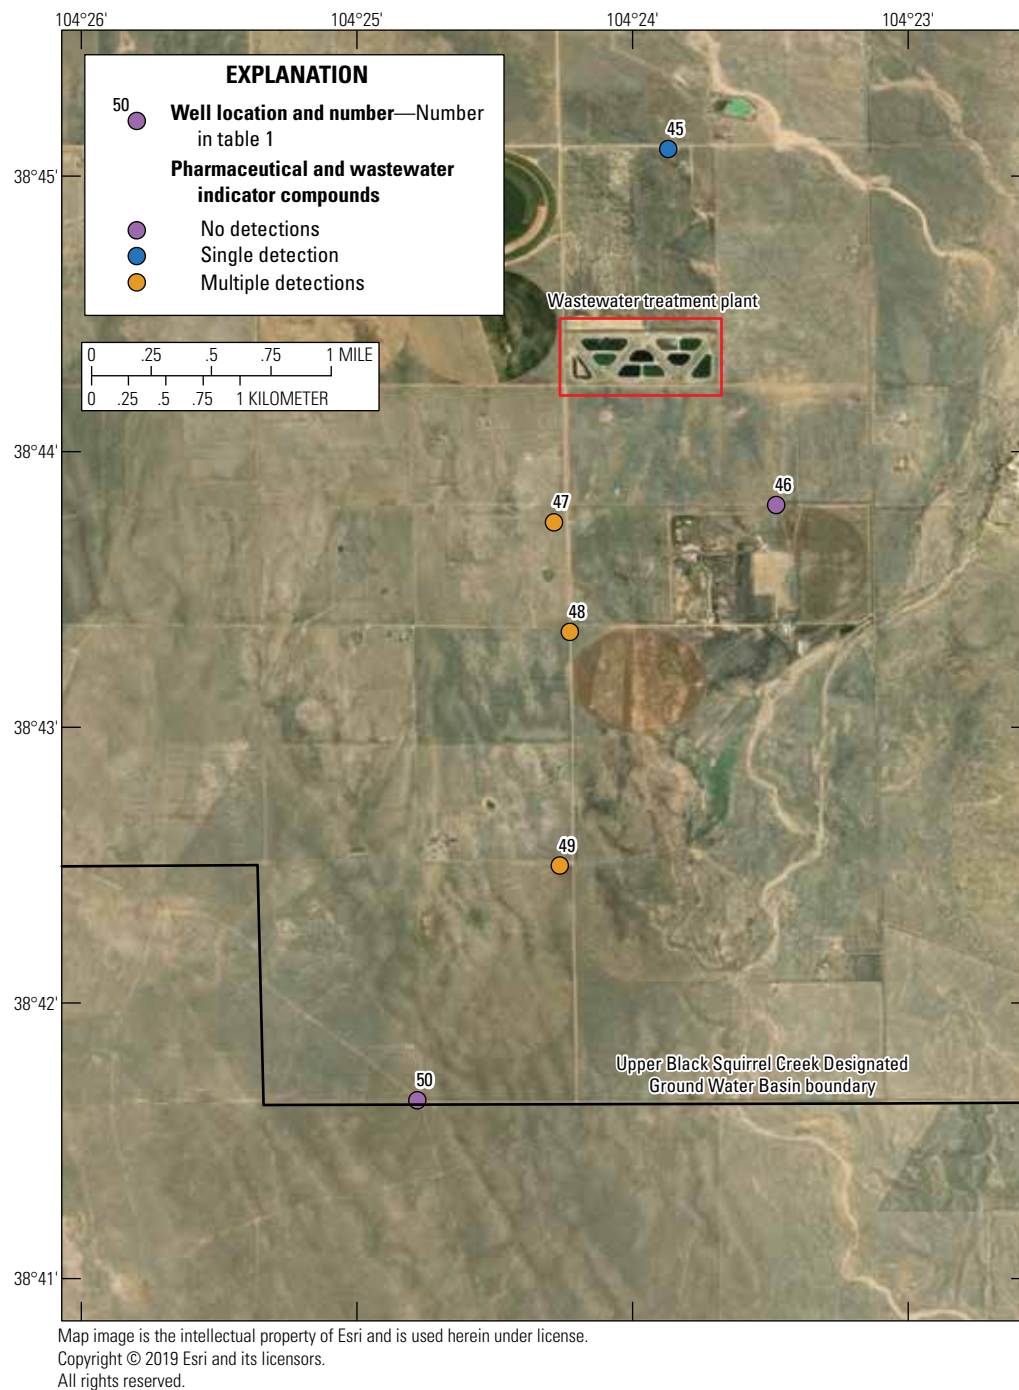 104°26' 104°25' 104°24' 104°23'
EXPLANATION
50
Well location and number—Number
in table 1
Pharmaceutical and wastewater
indicator compounds
No detections
Single detection
Multiple detections
45
38°45'
Wastewater treatment plant
0 .25 .5 .75 1 MILE
0 .25 .5 .75 1 KILOMETER
38°44'
46
47
48
38°43'
49
38°42'
Upper Black Squirrel Creek Designated
Ground Water Basin boundary
50
38°41'
Map image is the intellectual property of Esri and is used herein under license.
Copyright © 2019 Esri and its licensors.
All rights reserved.